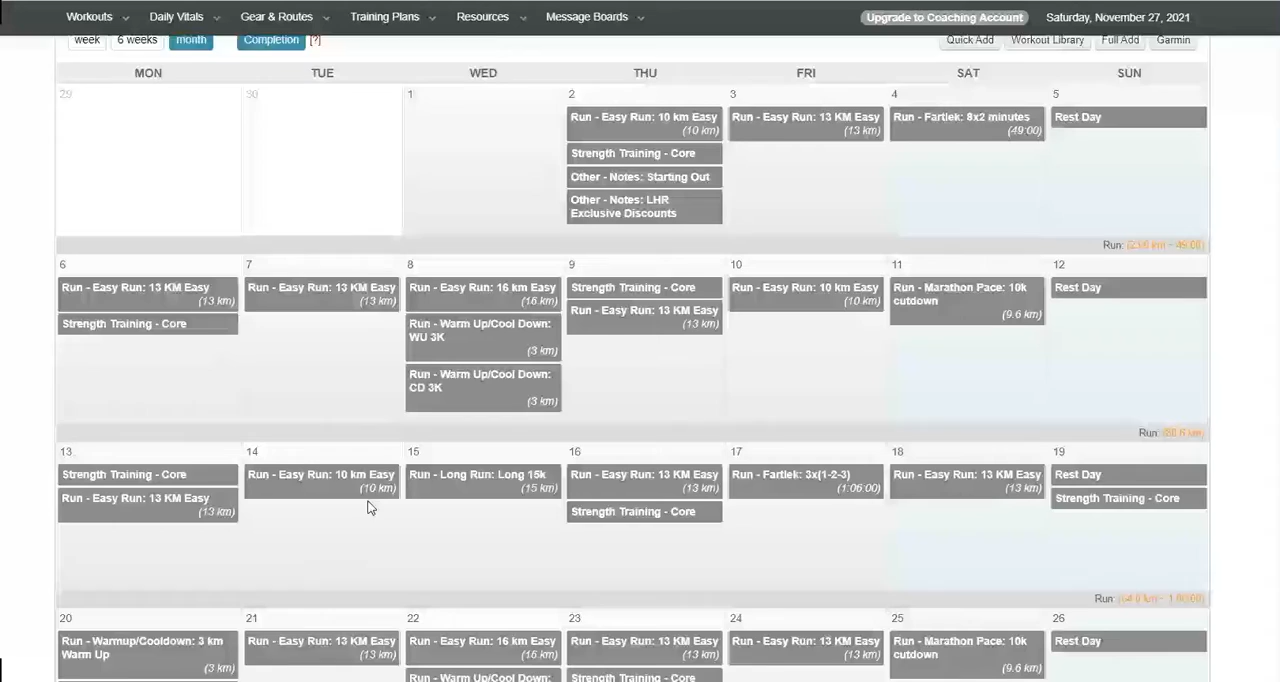 Workouts Daily Vitals Gear & Routes Training Plans Resources Message Boards Upgrade to Coaching Account Saturday, November 27, 2021
week 6 weeks month Completion [?] Quick Add Workout Library Full Add Garmin
MON TUE WED THU FRI SAT SUN
29 30 1 2 3 4 5
Run - Easy Run: 10 km Easy
(10 km)
Strength Training - Core
Other - Notes: Starting Out
Other - Notes: LHR
Exclusive Discounts
Run - Easy Run: 13 KM Easy
(13 km)
Run - Fartlek: 8x2 minutes
(49:00)
Rest Day
Run:
6 7 8 9 10 11 12
Run - Easy Run: 13 KM Easy
(13 km)
Strength Training - Core
Run - Easy Run: 13 KM Easy
(13 km)
Run - Easy Run: 16 km Easy
(16 km)
Run - Warm Up/Cool Down:
WU 3K
(3 km)
Run - Warm Up/Cool Down:
CD 3K
(3 km)
Strength Training - Core
Run - Easy Run: 13 KM Easy
(13 km)
Run - Easy Run: 10 km Easy
(10 km)
Run - Marathon Pace: 10k
cutdown
(9.6 km)
Rest Day
Run:
13 14 15 16 17 18 19
Strength Training - Core
Run - Easy Run: 13 KM Easy
(13 km)
Run - Easy Run: 10 km Easy
(10 km)
Run - Long Run: Long 15k
(15 km)
Run - Easy Run: 13 KM Easy
(13 km)
Strength Training - Core
Run - Fartlek: 3x(1-2-3)
(1:06:00)
Run - Easy Run: 13 KM Easy
(13 km)
Rest Day
Strength Training - Core
Run:
20 21 22 23 24 25 26
Run - Warmup/Cooldown: 3 km
Warm Up
(3 km)
Run - Easy Run: 13 KM Easy
(13 km)
Run - Easy Run: 16 km Easy
(16 km)
Run - Warm Up/Cool Down:
Run - Easy Run: 13 KM Easy
(13 km)
Strength Training - Core
Run - Easy Run: 13 KM Easy
(13 km)
Run - Marathon Pace: 10k
cutdown
(9.6 km)
Rest Day